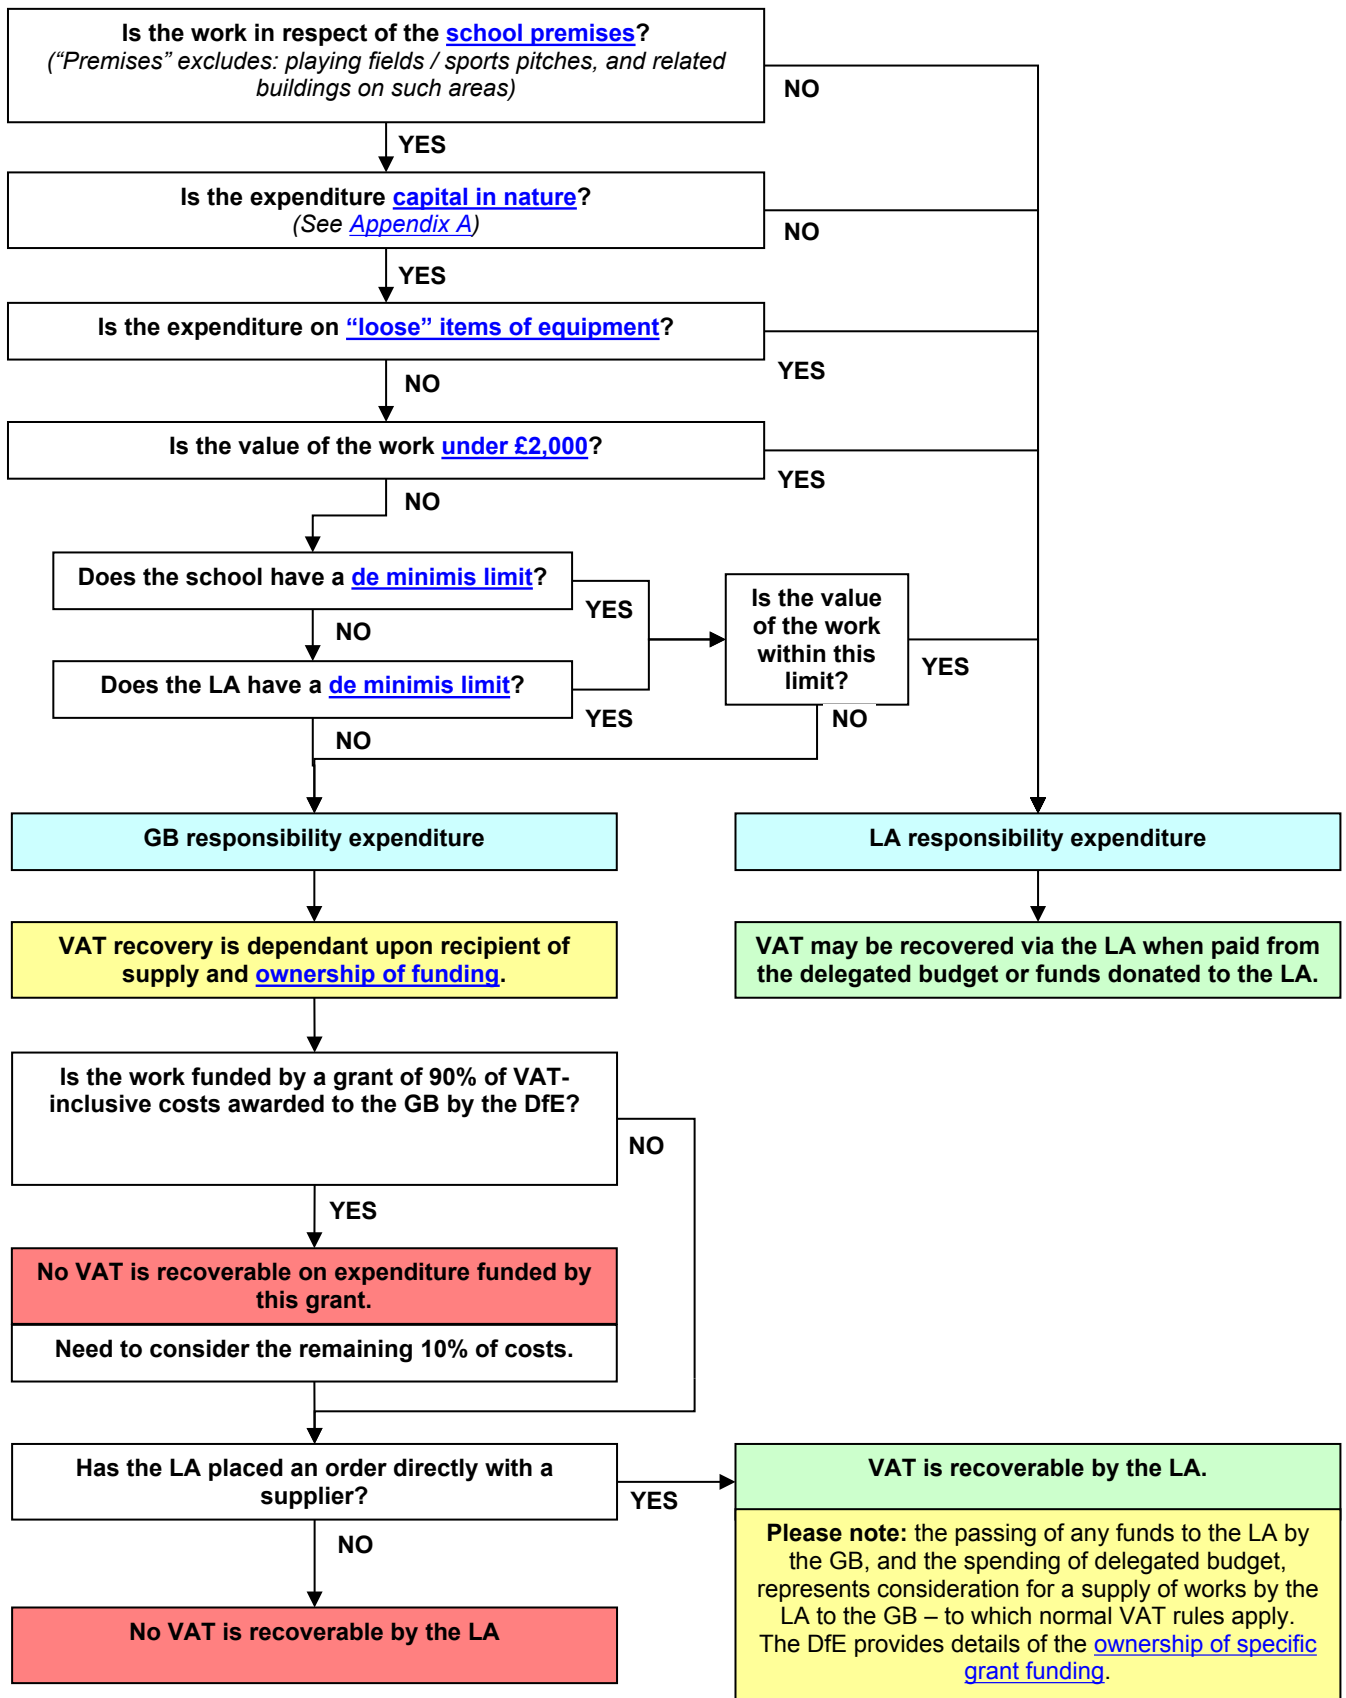 Is the work in respect of the school premises?
(“Premises” excludes: playing fields / sports pitches, and related
buildings on such areas)
NO
YES
Is the expenditure capital in nature?
(See Appendix A)
NO
YES
Is the expenditure on “loose” items of equipment?
YES
NO
Is the value of the work under £2,000?
YES
NO
Does the school have a de minimis limit?
YES
NO
Does the LA have a de minimis limit?
YES
NO
Is the value
of the work
within this
limit?
YES
NO
GB responsibility expenditure
LA responsibility expenditure
VAT recovery is dependant upon recipient of
supply and ownership of funding.
VAT may be recovered via the LA when paid from
the delegated budget or funds donated to the LA.
Is the work funded by a grant of 90% of VAT-
inclusive costs awarded to the GB by the DfE?
NO
YES
No VAT is recoverable on expenditure funded by
this grant.
Need to consider the remaining 10% of costs.
Has the LA placed an order directly with a
supplier?
YES
NO
No VAT is recoverable by the LA
VAT is recoverable by the LA.
Please note: the passing of any funds to the LA by
the GB, and the spending of delegated budget,
represents consideration for a supply of works by the
LA to the GB – to which normal VAT rules apply.
The DfE provides details of the ownership of specific
grant funding.